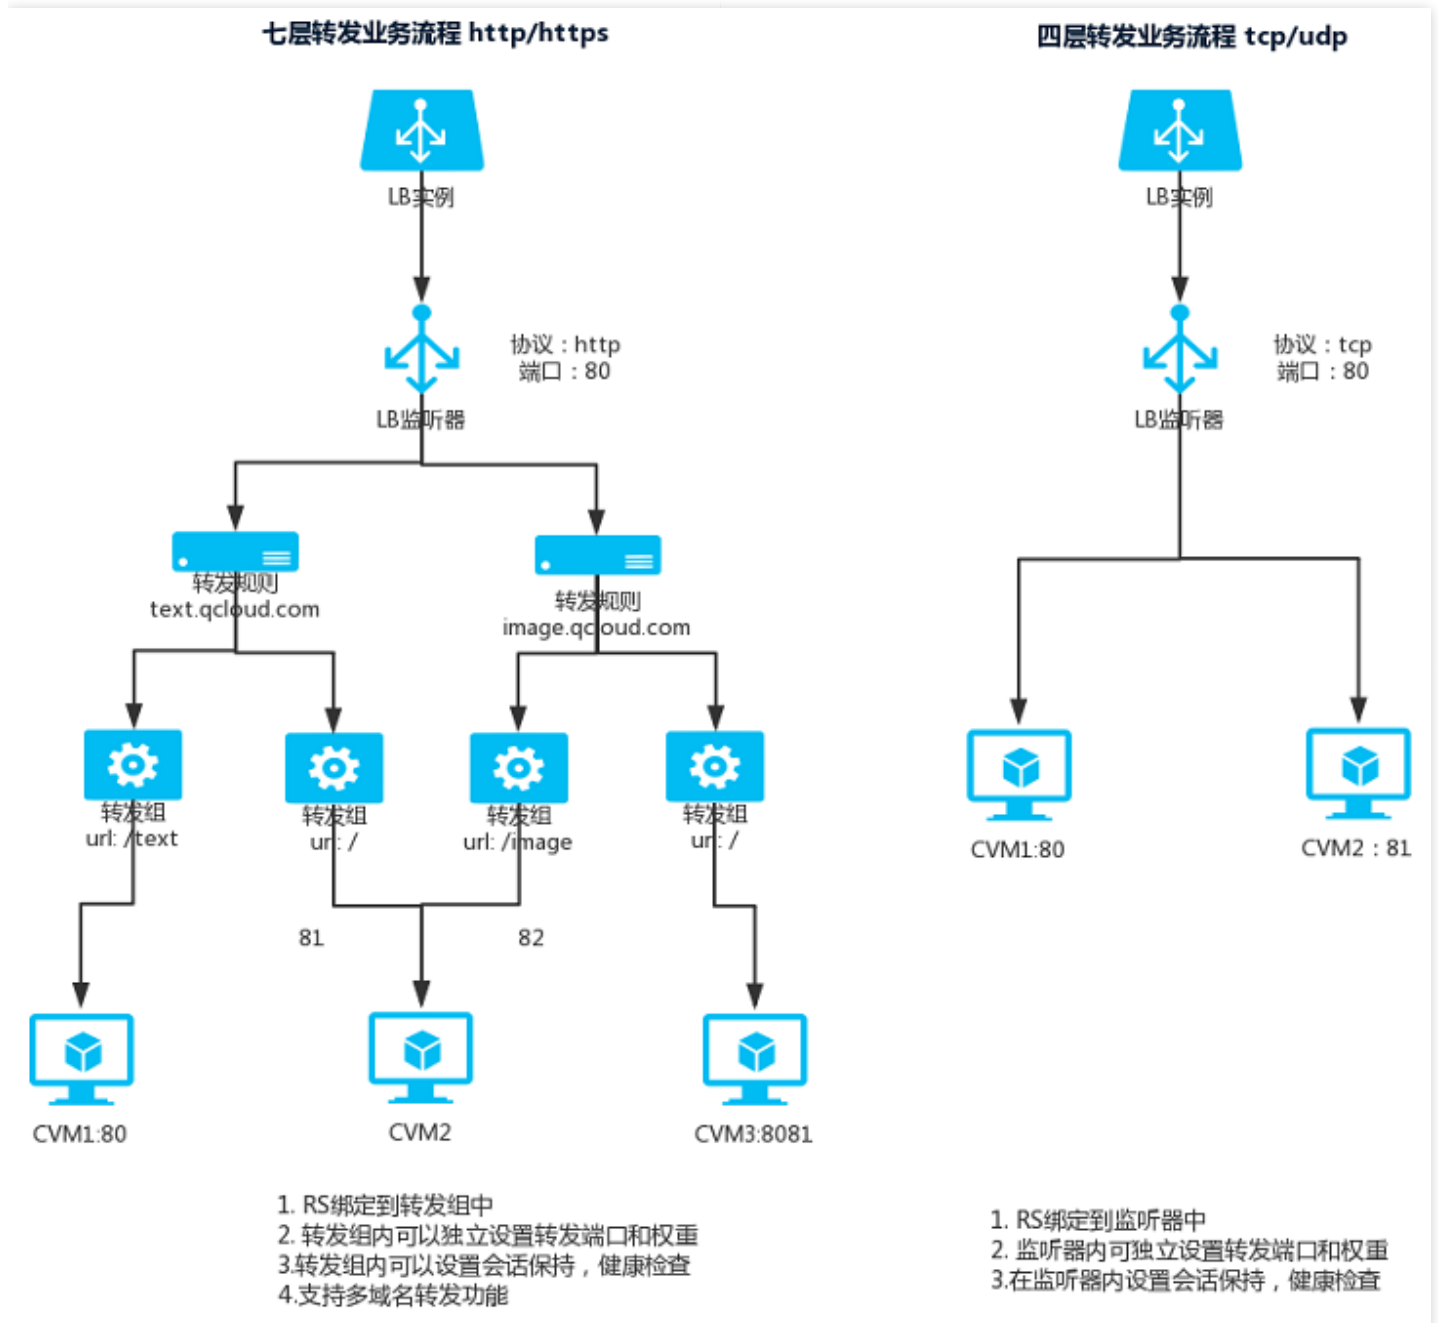 七层转发业务流程 http/https
LB实例
协议：http
端口：80
LB监听器
转发规则
text.qcloud.com
转发规则
image.qcloud.com
转发组
url: /text
转发组
url: /
转发组
url: /image
转发组
url: /
81
82
CVM1:80
CVM2
CVM3:8081
1. RS绑定到转发组中
2. 转发组内可以独立设置转发端口和权重
3.转发组内可以设置会话保持，健康检查
4.支持多域名转发功能
四层转发业务流程 tcp/udp
LB实例
协议：tcp
端口：80
LB监听器
CVM1:80
CVM2：81
1. RS绑定到监听器中
2. 监听器内可独立设置转发端口和权重
3.在监听器内设置会话保持，健康检查